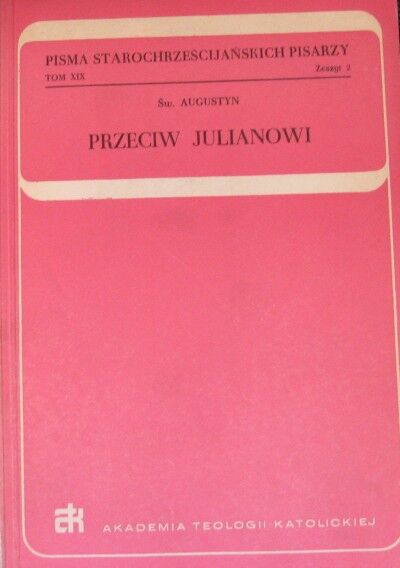 PISMA STAROCHRZEŚCIJAŃSKICH PISARZY
TOM XIX Zeszyt 2
Św. AUGUSTYN
PRZECIW JULIANOWI
atk AKADEMIA TEOLOGII KATOLICKIEJ